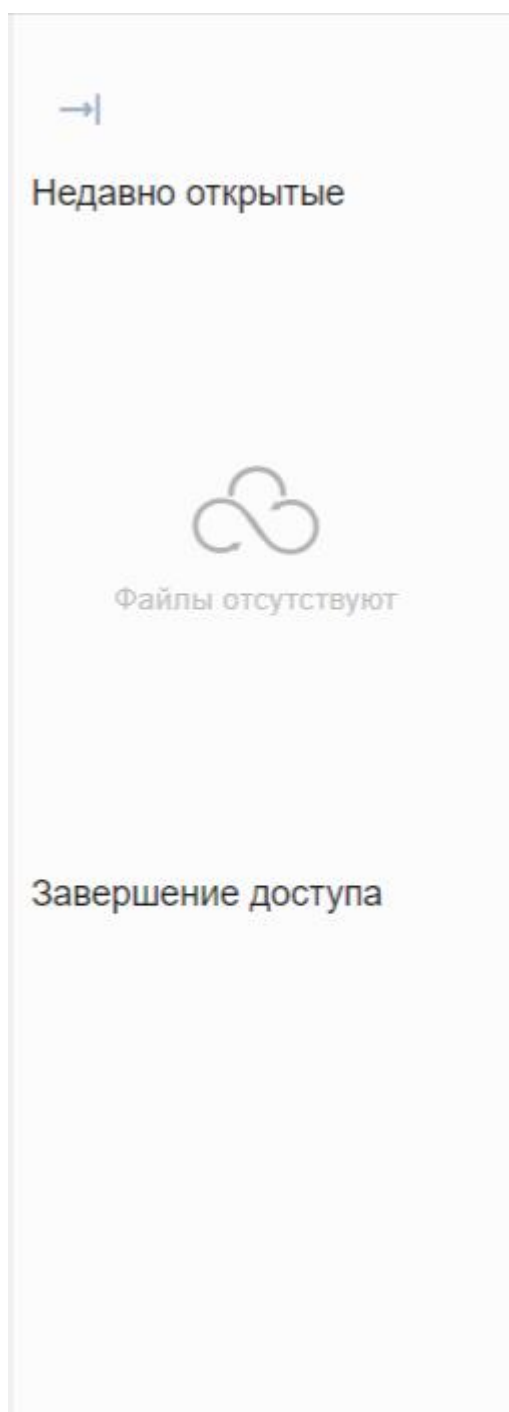 Недавно открытые
Файлы отсутствуют
Завершение доступа